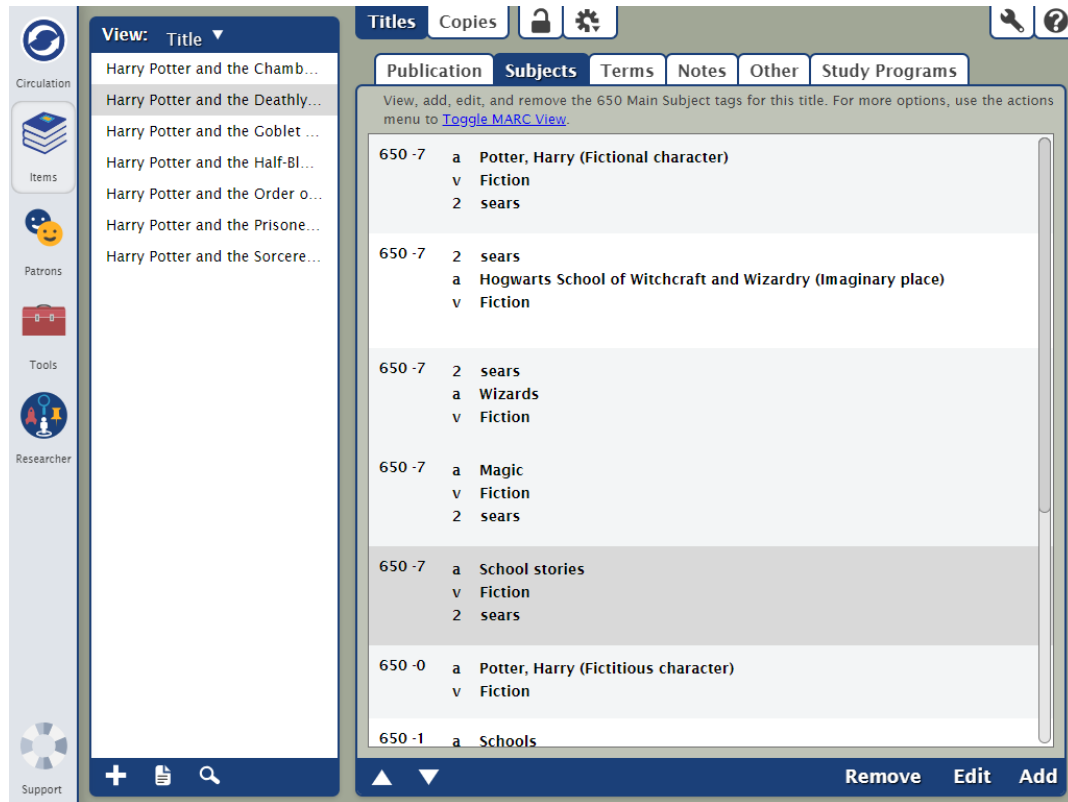 Circulation
Items
Patrons
Tools
Researcher
Support
View: Title ▼
Harry Potter and the Chamb...
Harry Potter and the Deathly...
Harry Potter and the Goblet ...
Harry Potter and the Half-Bl...
Harry Potter and the Order o...
Harry Potter and the Prisone...
Harry Potter and the Sorcere...
Titles Copies
Publication Subjects Terms Notes Other Study Programs
View, add, edit, and remove the 650 Main Subject tags for this title. For more options, use the actions
menu to Toggle MARC View.
650 -7 a Potter, Harry (Fictional character)
v Fiction
2 sears
650 -7 2 sears
a Hogwarts School of Witchcraft and Wizardry (Imaginary place)
v Fiction
650 -7 2 sears
a Wizards
v Fiction
650 -7 a Magic
v Fiction
2 sears
650 -7 a School stories
v Fiction
2 sears
650 -0 a Potter, Harry (Fictitious character)
v Fiction
650 -1 a Schools
Remove Edit Add